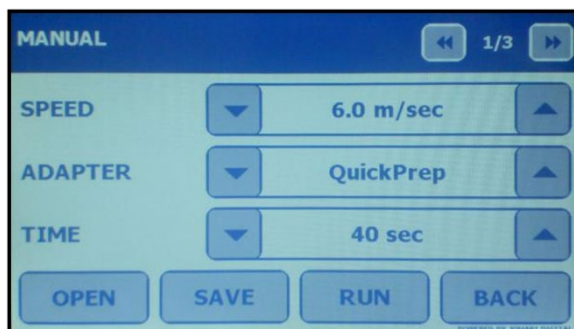 MANUAL 1/3
SPEED 6.0 m/sec
ADAPTER QuickPrep
TIME 40 sec
OPEN SAVE RUN BACK